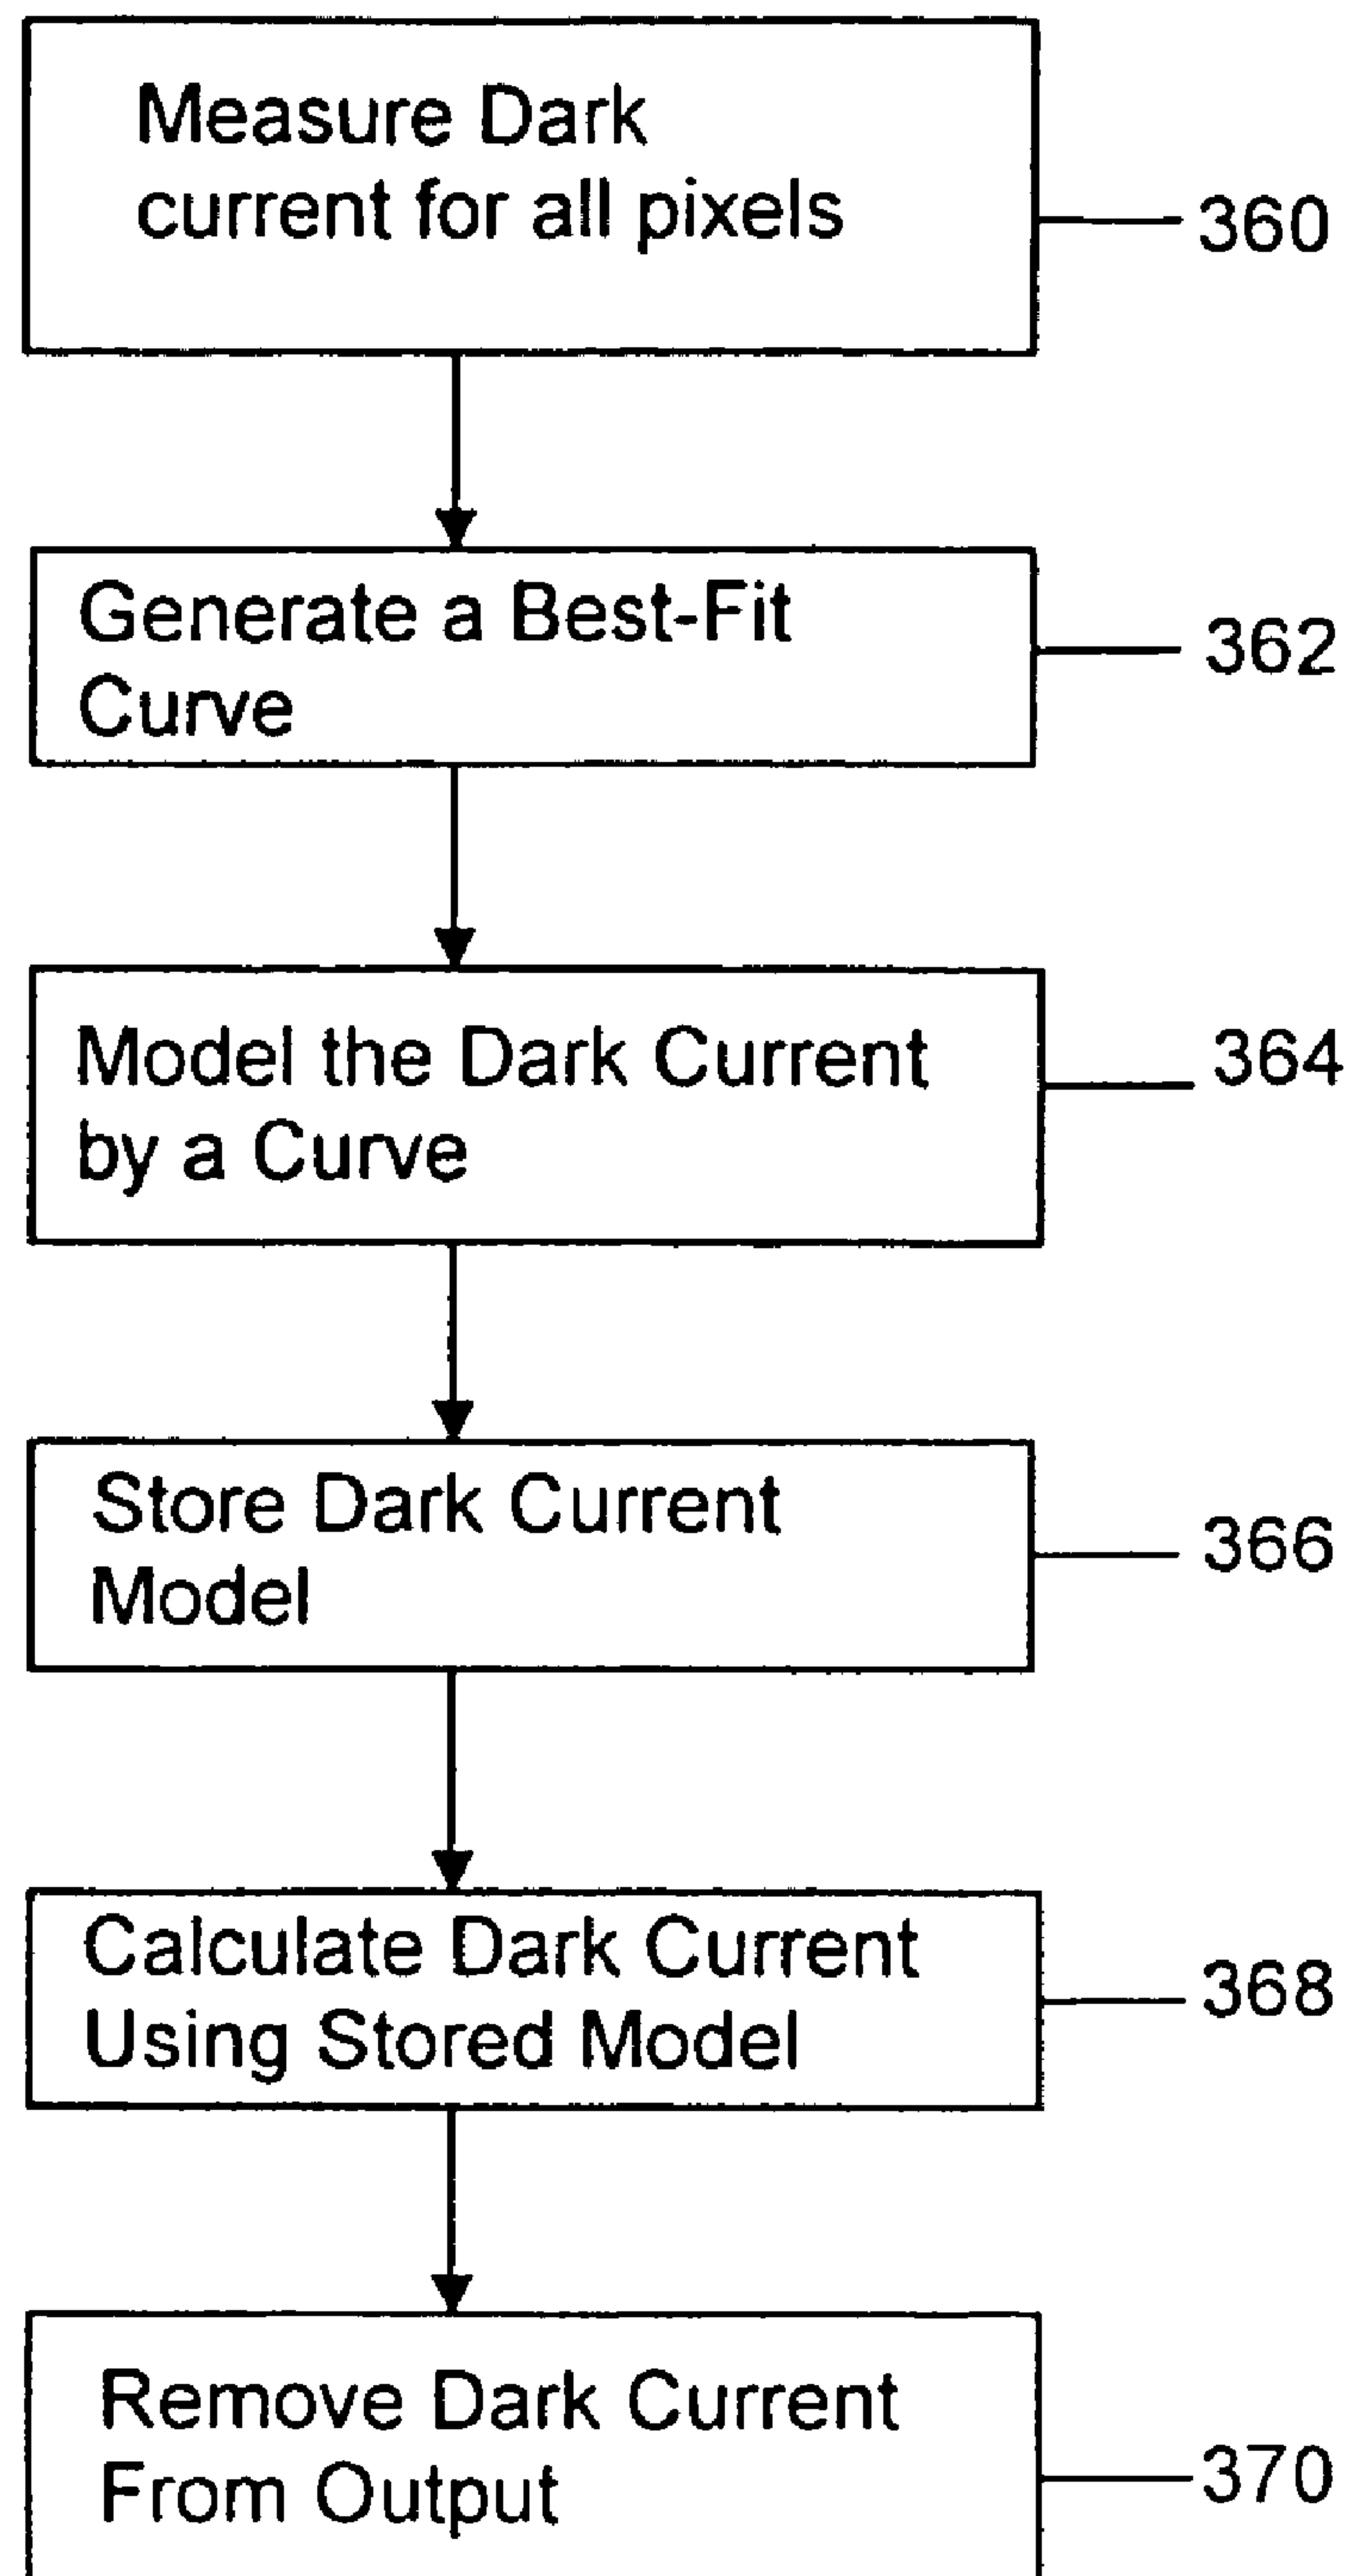 Measure Dark
current for all pixels
360
Generate a Best-Fit
Curve
362
Model the Dark Current
by a Curve
364
Store Dark Current
Model
366
Calculate Dark Current
Using Stored Model
368
Remove Dark Current
From Output
370